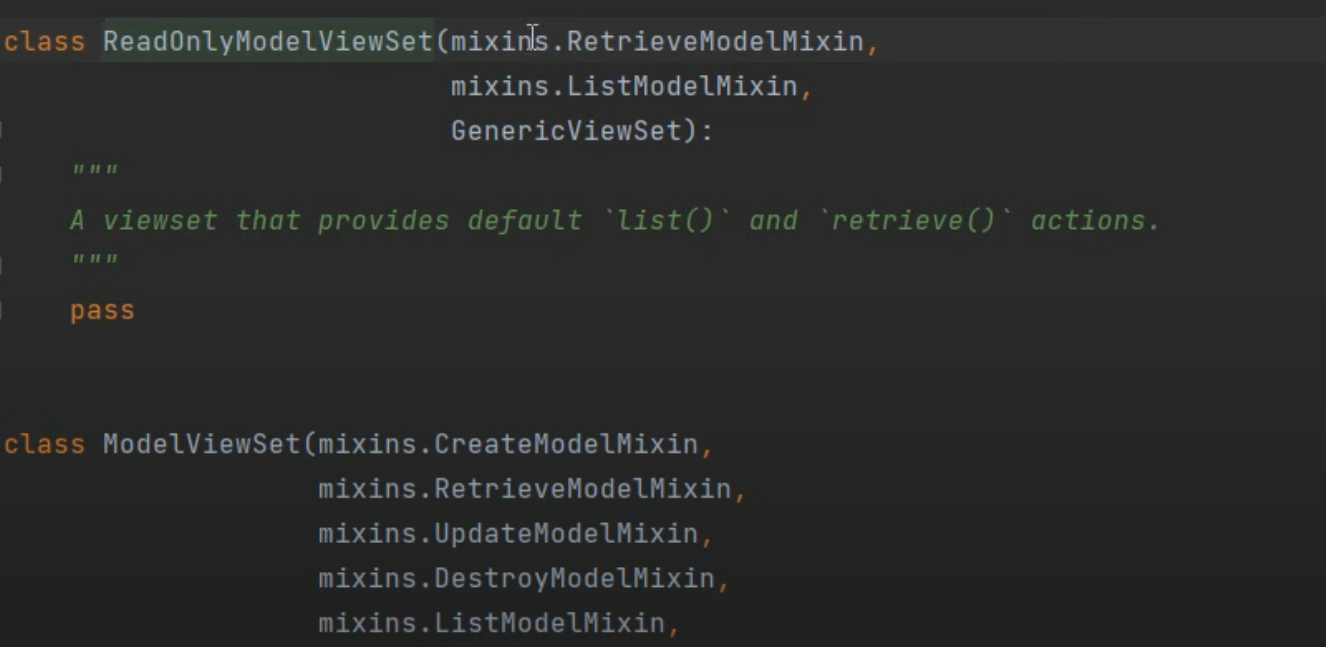 class ReadOnlyModelViewSet(mixins.RetrieveModelMixin,
                           mixins.ListModelMixin,
                           GenericViewSet):
    """
    A viewset that provides default `list()` and `retrieve()` actions.
    """
    pass
class ModelViewSet(mixins.CreateModelMixin,
                   mixins.RetrieveModelMixin,
                   mixins.UpdateModelMixin,
                   mixins.DestroyModelMixin,
                   mixins.ListModelMixin,